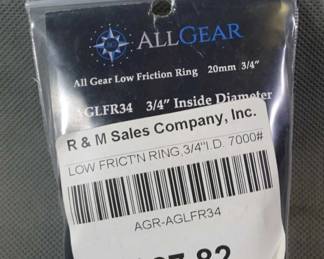 ALLGEAR
All Gear Low Friction Ring 20mm 3/4"
AGLFR34 3/4" Inside Diameter
R & M Sales Company, Inc.
LOW FRICT'N RING,3/4"I.D. 7000#
AGR-AGLFR34